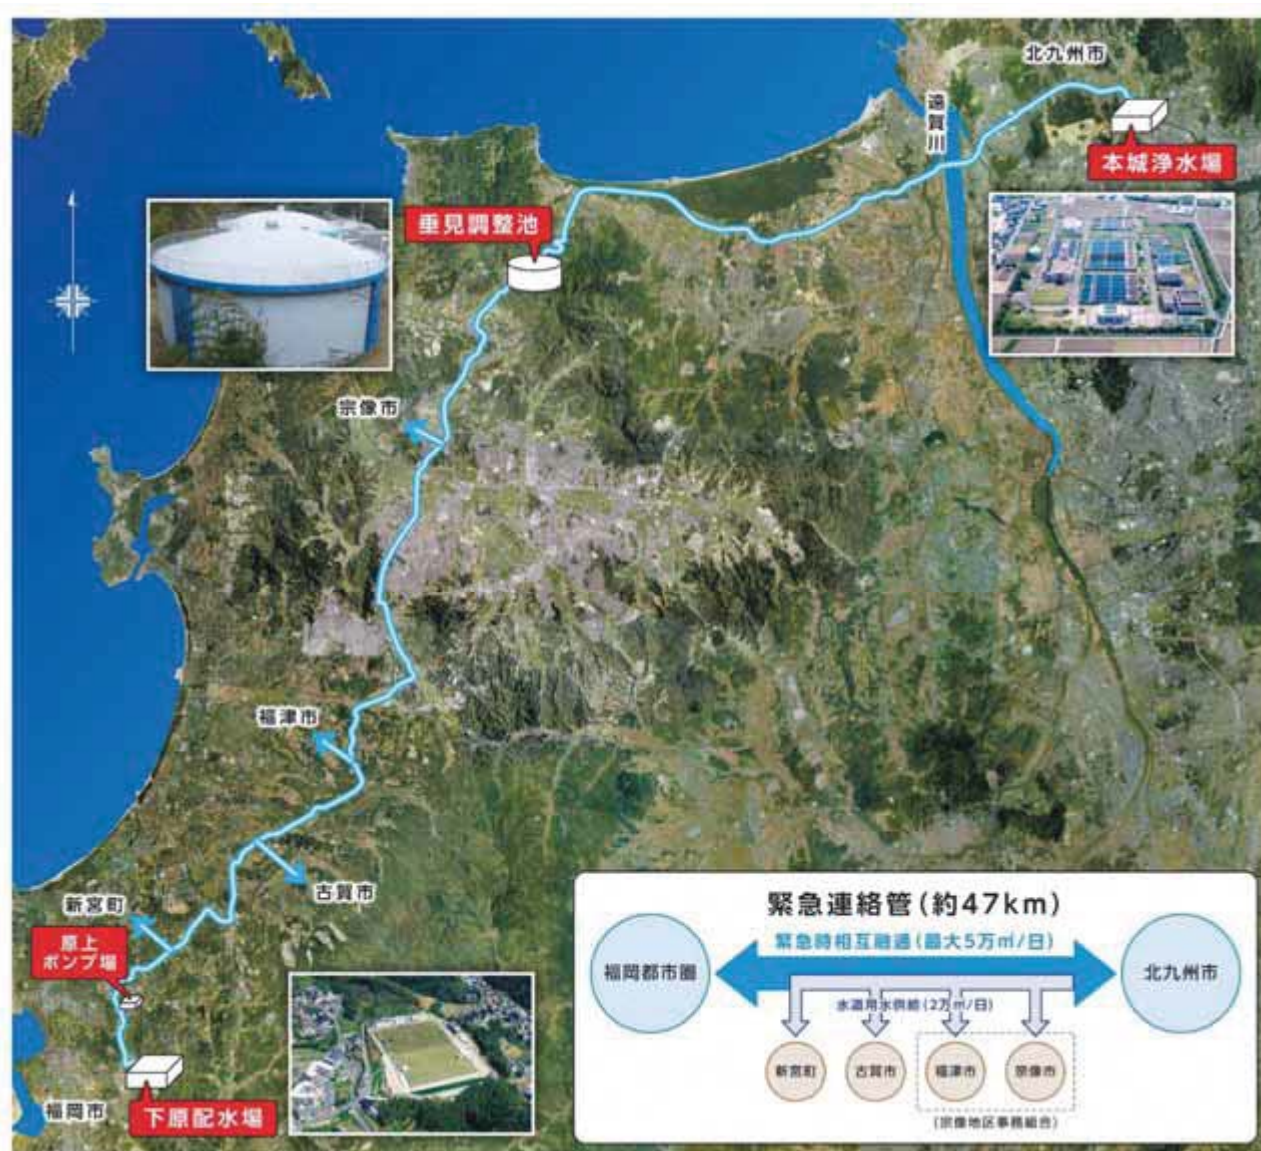 北九州市
遠賀川
本城浄水場
垂見調整池
宗像市
福津市
古賀市
新宮町
原上
ポンプ場
福岡市
下原配水場
緊急連絡管(約47km)
緊急時相互融通(最大5万㎥/日)
福岡都市圏
北九州市
水道用水供給(2万㎥/日)
新宮町
古賀市
福津市
宗像市
(宗像地区事務組合)